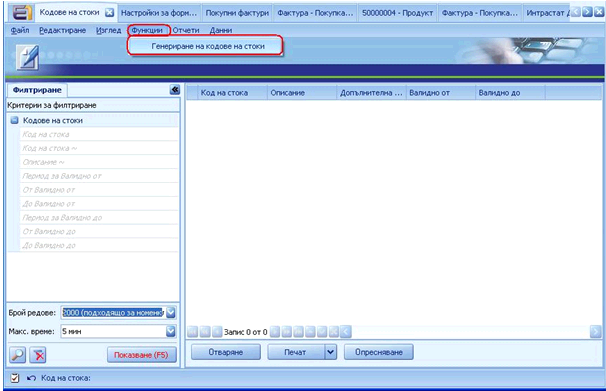 Кодове на стоки Настройки за форм... Покупни фактури Фактура - Покупка... S0000004 - Продукт Фактура - Покупка... Интрастат
Файл Редактиране Изглед Функции Отчети Данни
Генериране на кодове на стоки
Филтриране
Критерии за филтриране
Кодове на стоки
Код на стока
Код на стока ~
Описание ~
Период за Валидно от
От Валидно от
До Валидно от
Период за Валидно до
От Валидно до
До Валидно до
Код на стока Описание Допълнителна ... Валидно от Валидно до
Брой редове: 2000 (подходящо за номенк
Макс. време: 5 мин
Показване (F5)
Запис 0 от 0
Отваряне Печат Опресняване
Код на стока: